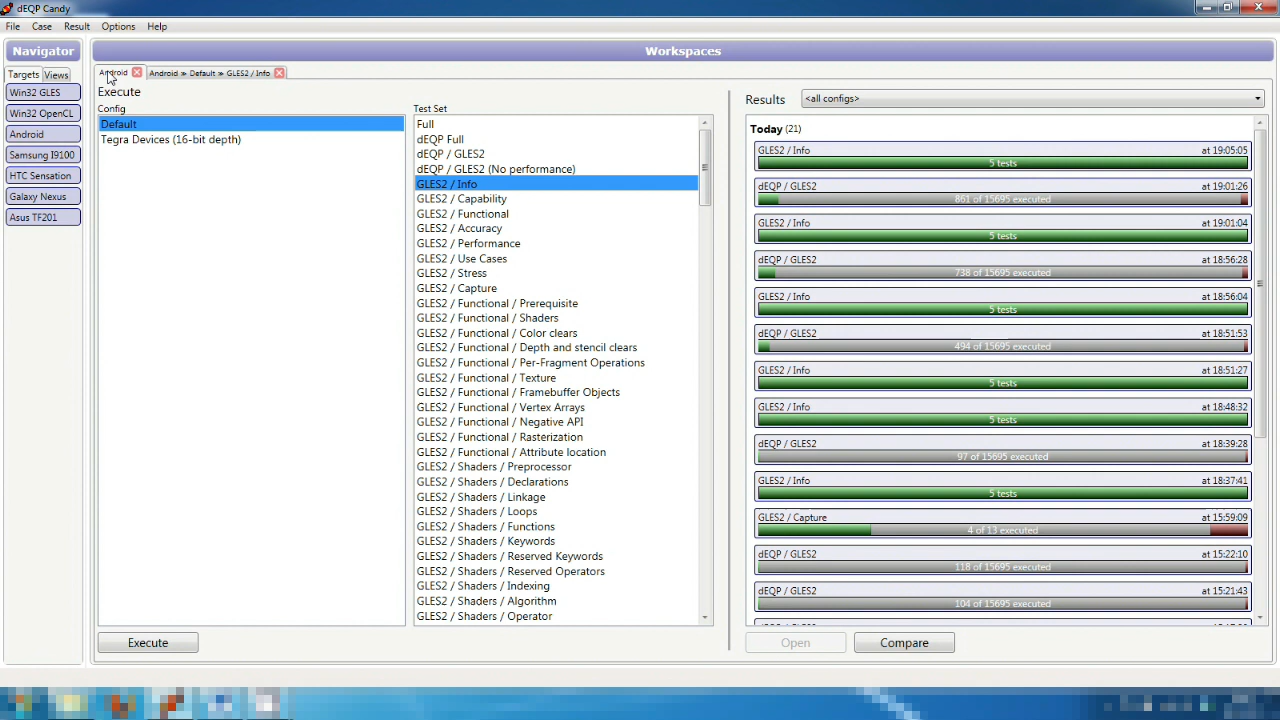 dEQP Candy
File Case Result Options Help
Navigator
Workspaces
Targets Views
Android
Android » Default » GLES2 / Info
Win32 GLES
Win32 OpenCL
Android
Samsung I9100
HTC Sensation
Galaxy Nexus
Asus TF201
Execute
Config
Default
Tegra Devices (16-bit depth)
Test Set
Full
dEQP Full
dEQP / GLES2
dEQP / GLES2 (No performance)
GLES2 / Info
GLES2 / Capability
GLES2 / Functional
GLES2 / Accuracy
GLES2 / Performance
GLES2 / Use Cases
GLES2 / Stress
GLES2 / Capture
GLES2 / Functional / Prerequisite
GLES2 / Functional / Shaders
GLES2 / Functional / Color clears
GLES2 / Functional / Depth and stencil clears
GLES2 / Functional / Per-Fragment Operations
GLES2 / Functional / Texture
GLES2 / Functional / Framebuffer Objects
GLES2 / Functional / Vertex Arrays
GLES2 / Functional / Negative API
GLES2 / Functional / Rasterization
GLES2 / Functional / Attribute location
GLES2 / Shaders / Preprocessor
GLES2 / Shaders / Declarations
GLES2 / Shaders / Linkage
GLES2 / Shaders / Loops
GLES2 / Shaders / Functions
GLES2 / Shaders / Keywords
GLES2 / Shaders / Reserved Keywords
GLES2 / Shaders / Reserved Operators
GLES2 / Shaders / Indexing
GLES2 / Shaders / Algorithm
GLES2 / Shaders / Operator
Execute
Results <all configs>
Today (21)
GLES2 / Info at 19:05:05
5 tests
dEQP / GLES2 at 19:01:26
861 of 15695 executed
GLES2 / Info at 19:01:04
5 tests
dEQP / GLES2 at 18:56:28
738 of 15695 executed
GLES2 / Info at 18:56:04
5 tests
dEQP / GLES2 at 18:51:53
494 of 15695 executed
GLES2 / Info at 18:51:27
5 tests
GLES2 / Info at 18:48:32
5 tests
dEQP / GLES2 at 18:39:28
97 of 15695 executed
GLES2 / Info at 18:37:41
5 tests
GLES2 / Capture at 15:59:09
4 of 13 executed
dEQP / GLES2 at 15:22:10
118 of 15695 executed
dEQP / GLES2 at 15:21:43
104 of 15695 executed
Open Compare